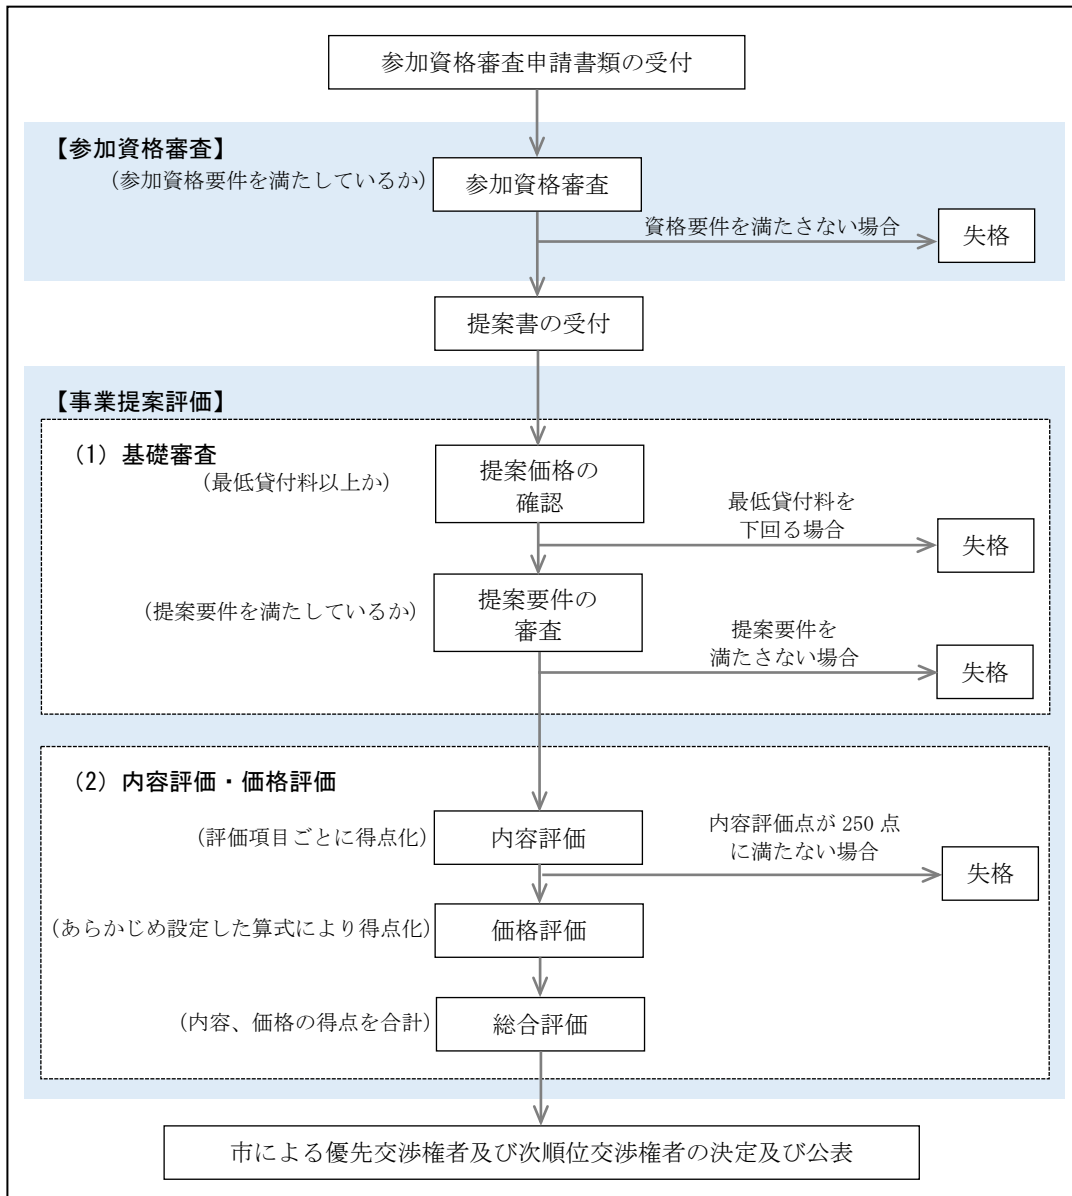 参加資格審査申請書類の受付
【参加資格審査】
（参加資格要件を満たしているか）
参加資格審査
資格要件を満たさない場合
失格
提案書の受付
【事業提案評価】
（1）基礎審査
（最低貸付料以上か）
提案価格の
確認
最低貸付料を
下回る場合
失格
（提案要件を満たしているか）
提案要件の
審査
提案要件を
満たさない場合
失格
（2）内容評価・価格評価
（評価項目ごとに得点化）
内容評価
内容評価点が 250 点
に満たない場合
失格
（あらかじめ設定した算式により得点化）
価格評価
（内容、価格の得点を合計）
総合評価
市による優先交渉権者及び次順位交渉権者の決定及び公表